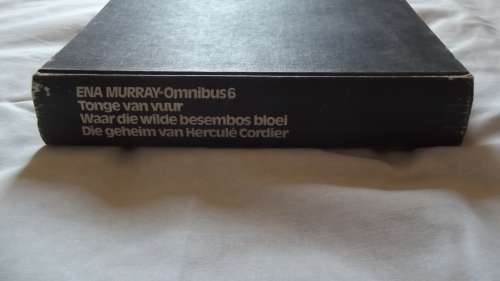 ENA MURRAY-Omnibus 6
Tonge van vuur
Waar die wilde besembos bloei
Die geheim van Herculé Cordier